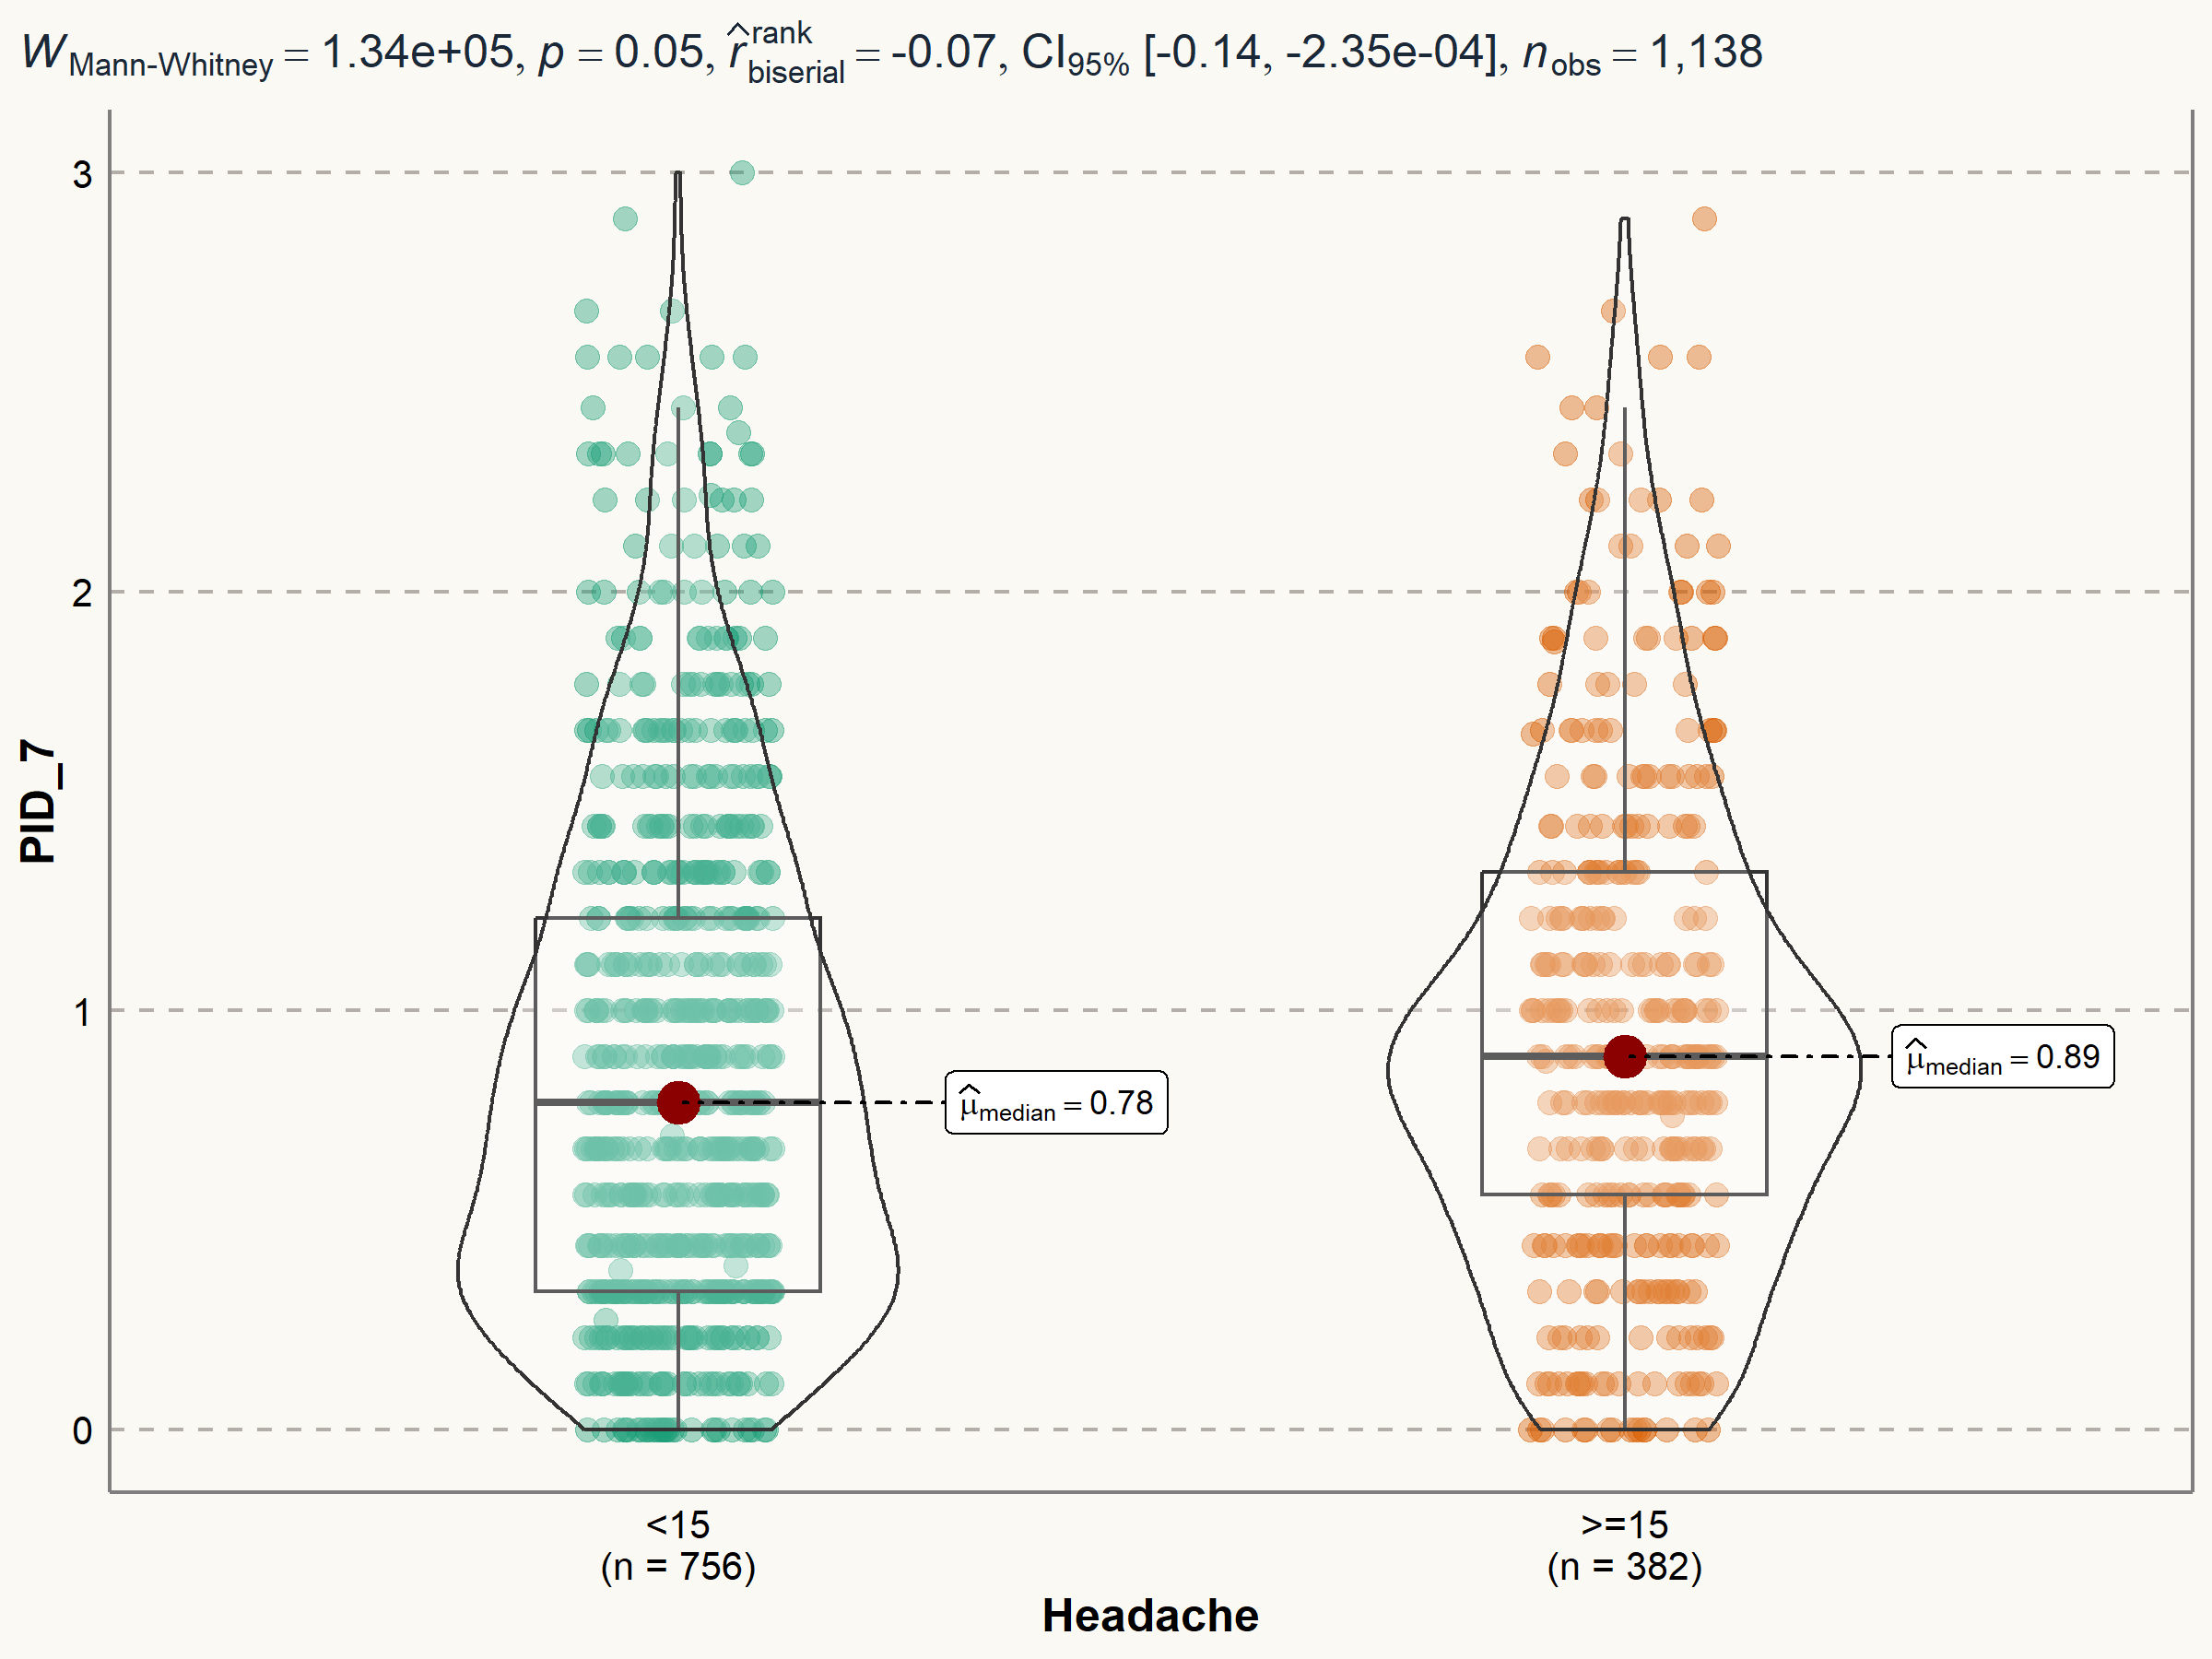 W Mann-Whitney = 1.34e+05, p = 0.05, r̂ rank biserial = -0.07, CI95% [-0.14, -2.35e-04], nobs = 1,138
3
2
1
0
PID_7
μ̂median = 0.78
μ̂median = 0.89
<15
(n = 756)
>=15
(n = 382)
Headache